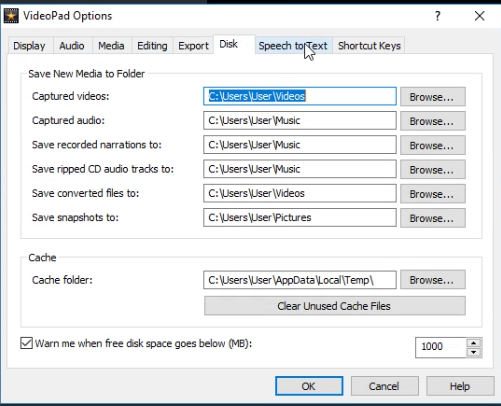 VideoPad Options
Display Audio Media Editing Export Disk Speech to Text Shortcut Keys
Save New Media to Folder
Captured videos: C:\Users\User\Videos Browse...
Captured audio: C:\Users\User\Music Browse...
Save recorded narrations to: C:\Users\User\Music Browse...
Save ripped CD audio tracks to: C:\Users\User\Music Browse...
Save converted files to: C:\Users\User\Videos Browse...
Save snapshots to: C:\Users\User\Pictures Browse...
Cache
Cache folder: C:\Users\User\AppData\Local\Temp\ Browse...
Clear Unused Cache Files
Warn me when free disk space goes below (MB): 1000
OK Cancel Help